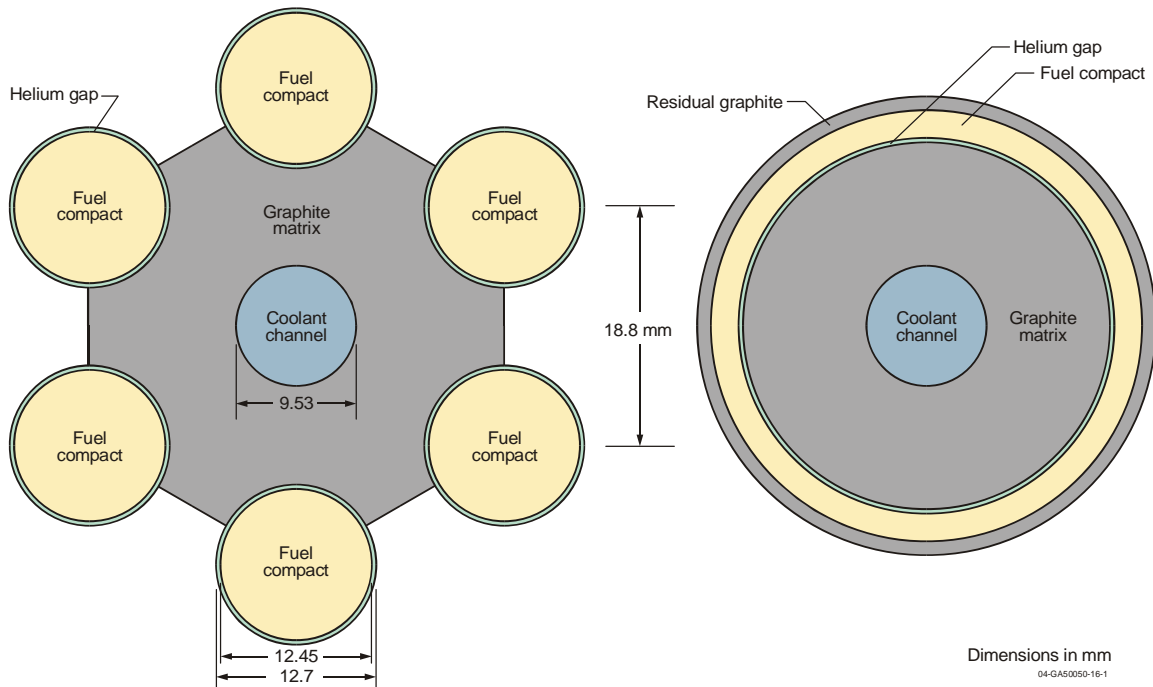 Fuel
compact
Helium gap
Fuel
compact
Fuel
compact
Graphite
matrix
Coolant
channel
9.53
Fuel
compact
Fuel
compact
Fuel
compact
12.45
12.7
18.8 mm
Helium gap
Fuel compact
Residual graphite
Coolant
channel
Graphite
matrix
Dimensions in mm
04-GA50050-16-1